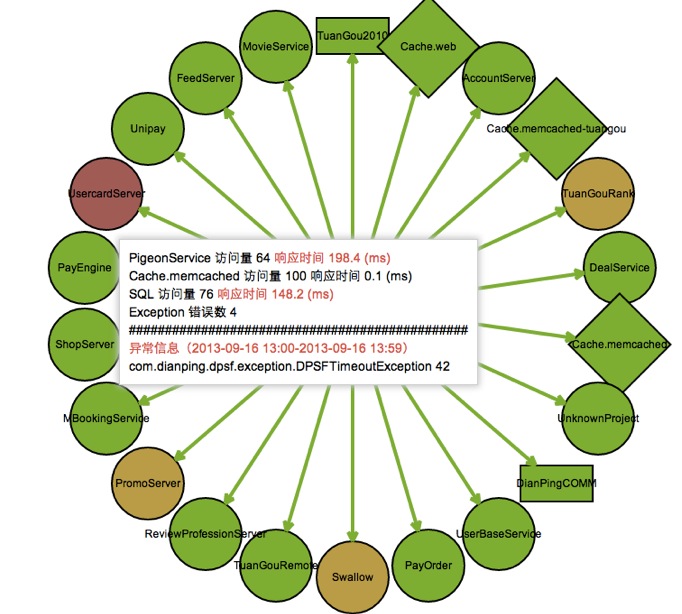 TuanGou2010
MovieService
Cache.web
FeedServer
AccountServer
Unipay
Cache.memcached-tuangou
UsercardServer
TuanGouRank
PayEngine
DealService
PigeonService 访问量 64 响应时间 198.4 (ms)
Cache.memcached 访问量 100 响应时间 0.1 (ms)
SQL 访问量 76 响应时间 148.2 (ms)
Exception 错误数 4
###############################################
异常信息（2013-09-16 13:00-2013-09-16 13:59）
com.dianping.dpsf.exception.DPSFTimeoutException 42
ShopServer
Cache.memcached
MBookingService
UnknownProject
PromoServer
DianPingCOMM
ReviewProfessionServer
UserBaseService
TuanGouRemote
PayOrder
Swallow